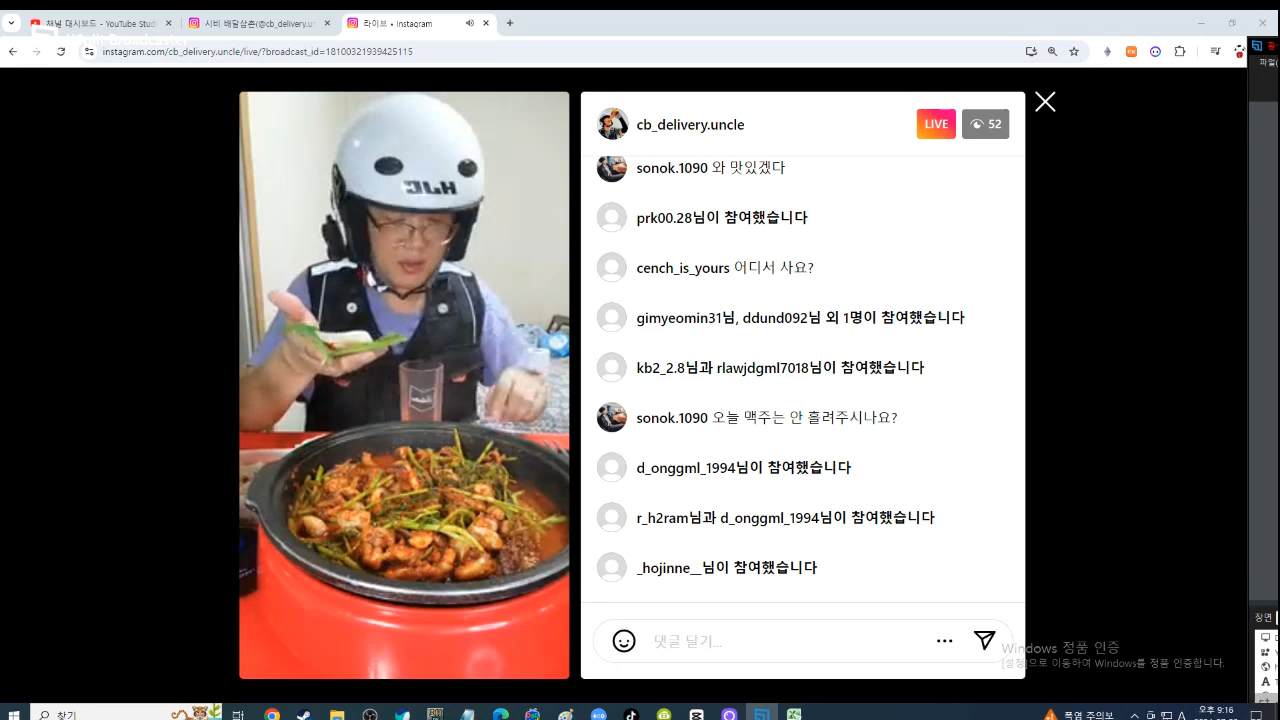 채널 대시보드 - YouTube Studi
시비 배달삼촌(@cb_delivery.u
라이브 • Instagram
XSplit Broadcaster
instagram.com/cb_delivery.uncle/live/?broadcast_id=18100321939425115
파일(
JLH
cb_delivery.uncle
LIVE
52
sonok.1090 와 맛있겠다
prk00.28님이 참여했습니다
cench_is_yours 어디서 사요?
gimyeomin31님, ddund092님 외 1명이 참여했습니다
kb2_2.8님과 rlawjdgml7018님이 참여했습니다
sonok.1090 오늘 맥주는 안 흘려주시나요?
d_onggml_1994님이 참여했습니다
r_h2ram님과 d_onggml_1994님이 참여했습니다
_hojinne__님이 참여했습니다
댓글 달기...
장면
Windows 정품 인증
[설정]으로 이동하여 Windows를 정품 인증합니다.
찾기
폭염 주의보
오후 9:16